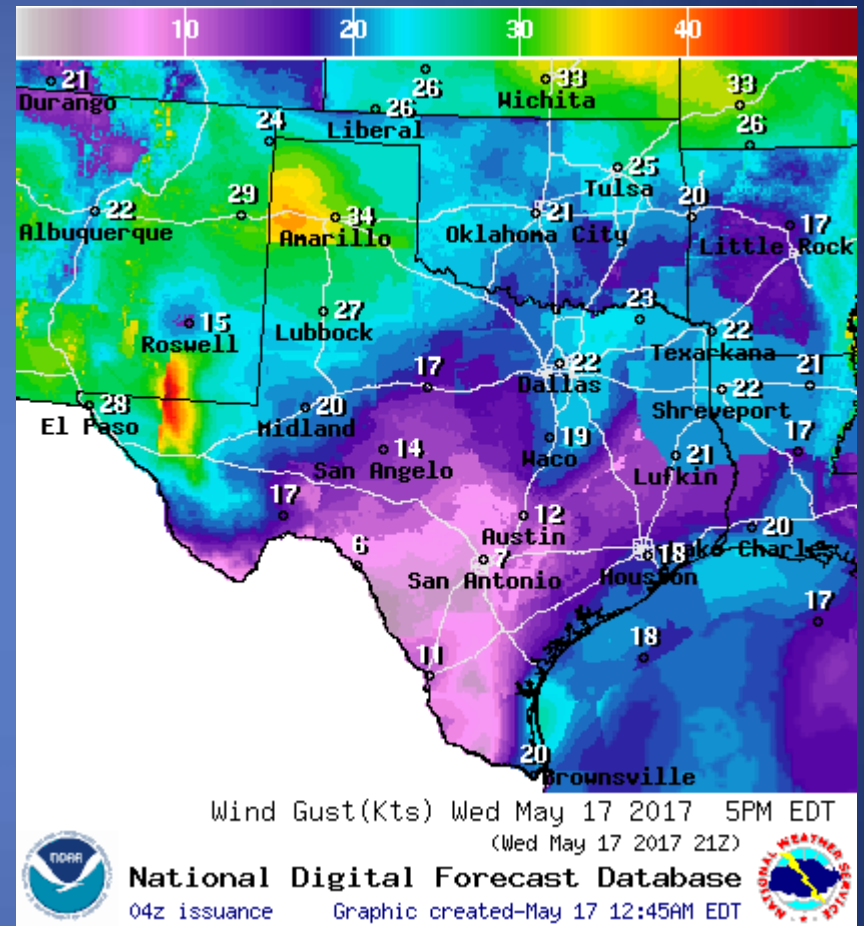 10 20 30 40
21
Durango
26
26
Liberal
33
Wichita
33
26
24
25
Tulsa
22
Albuquerque
29
34
Amarillo
21
Oklahoma City
20
17
Little Rock
15
Roswell
27
Lubbock
23
22
Texarkana
17
22
Dallas
22
Shreveport
21
28
El Paso
20
Midland
14
San Angelo
19
Waco
21
Lufkin
17
17
12
Austin
20
6
7
San Antonio
18
Houston
17
18
11
20
Brownsville
Wind Gust(Kts) Wed May 17 2017 5PM EDT
(Wed May 17 2017 21Z)
NOAA
National Digital Forecast Database
04z issuance Graphic created-May 17 12:45AM EDT
NATIONAL WEATHER SERVICE